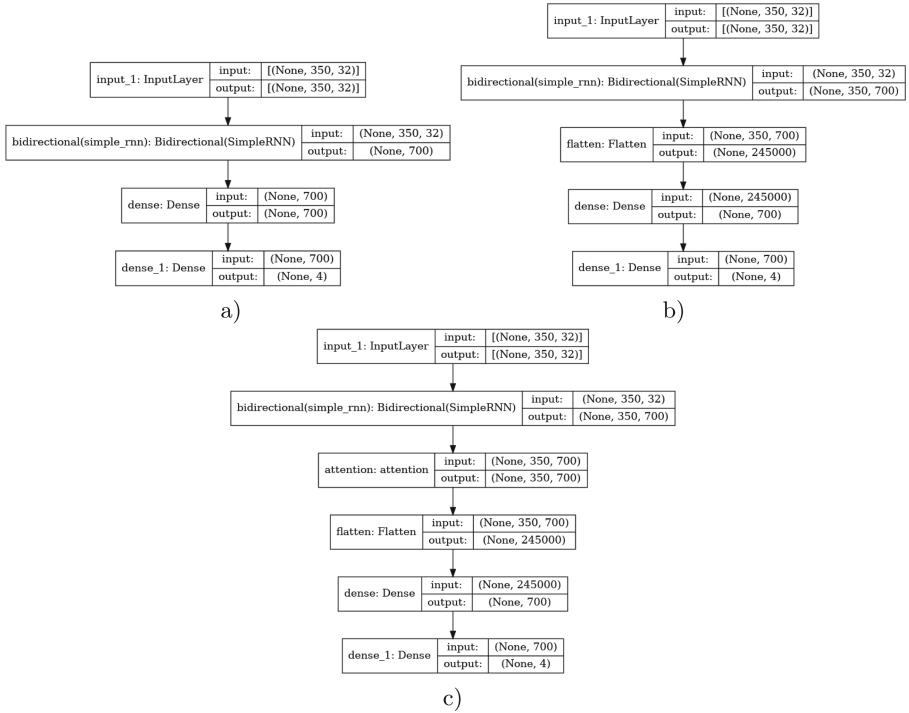 input_1: InputLayer
input: [(None, 350, 32)]
output: [(None, 350, 32)]
bidirectional(simple_rnn): Bidirectional(SimpleRNN)
input: (None, 350, 32)
output: (None, 700)
dense: Dense
input: (None, 700)
output: (None, 700)
dense_1: Dense
input: (None, 700)
output: (None, 4)
a)
input_1: InputLayer
input: [(None, 350, 32)]
output: [(None, 350, 32)]
bidirectional(simple_rnn): Bidirectional(SimpleRNN)
input: (None, 350, 32)
output: (None, 350, 700)
flatten: Flatten
input: (None, 350, 700)
output: (None, 245000)
dense: Dense
input: (None, 245000)
output: (None, 700)
dense_1: Dense
input: (None, 700)
output: (None, 4)
b)
input_1: InputLayer
input: [(None, 350, 32)]
output: [(None, 350, 32)]
bidirectional(simple_rnn): Bidirectional(SimpleRNN)
input: (None, 350, 32)
output: (None, 350, 700)
attention: attention
input: (None, 350, 700)
output: (None, 350, 700)
flatten: Flatten
input: (None, 350, 700)
output: (None, 245000)
dense: Dense
input: (None, 245000)
output: (None, 700)
dense_1: Dense
input: (None, 700)
output: (None, 4)
c)